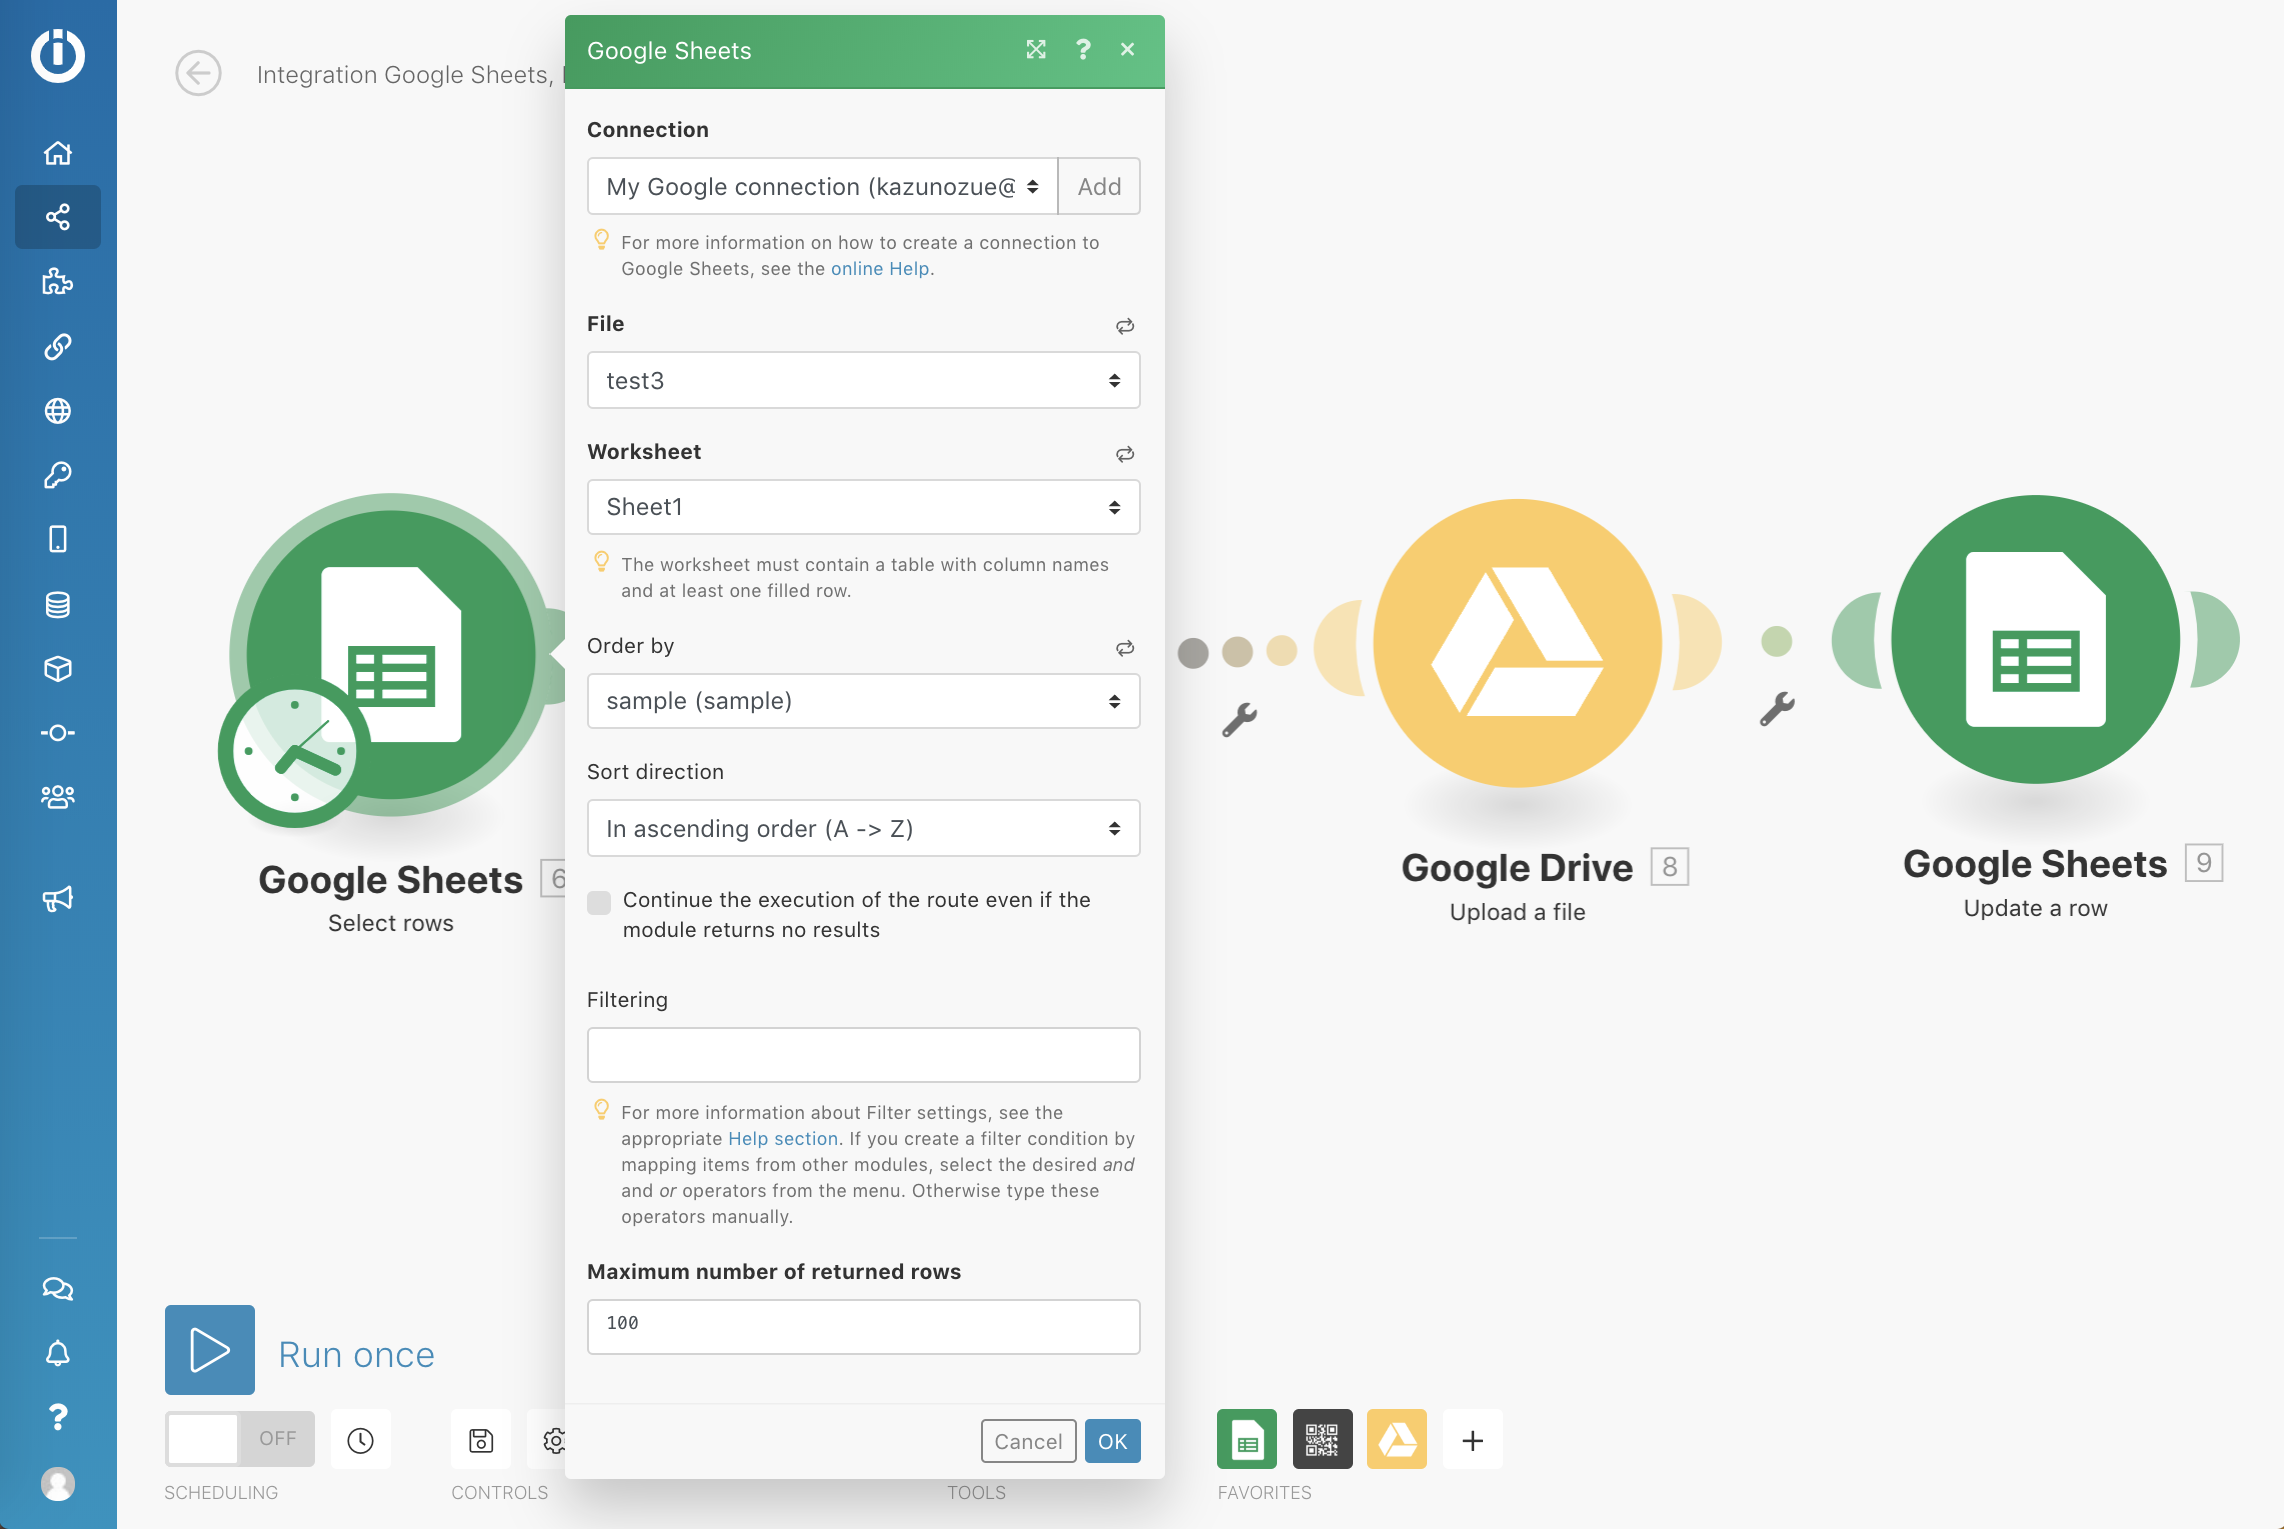 Integration Google Sheets,
Google Sheets
Connection
My Google connection (kazunozue@
Add
For more information on how to create a connection to
Google Sheets, see the online Help.
File
test3
Worksheet
Sheet1
The worksheet must contain a table with column names
and at least one filled row.
Order by
sample (sample)
Sort direction
In ascending order (A -> Z)
Continue the execution of the route even if the
module returns no results
Filtering
For more information about Filter settings, see the
appropriate Help section. If you create a filter condition by
mapping items from other modules, select the desired and
and or operators from the menu. Otherwise type these
operators manually.
Maximum number of returned rows
100
Cancel
OK
Google Sheets 6
Select rows
Google Drive 8
Upload a file
Google Sheets 9
Update a row
Run once
OFF
SCHEDULING
CONTROLS
TOOLS
FAVORITES